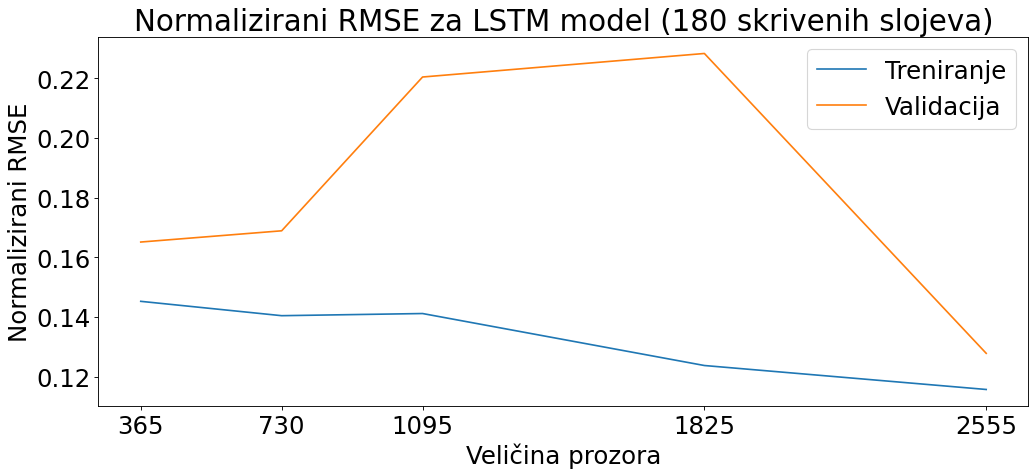 Normalizirani RMSE za LSTM model (180 skrivenih slojeva)
Treniranje
Validacija
Normalizirani RMSE
0.22
0.20
0.18
0.16
0.14
0.12
365 730 1095 1825 2555
Veličina prozora